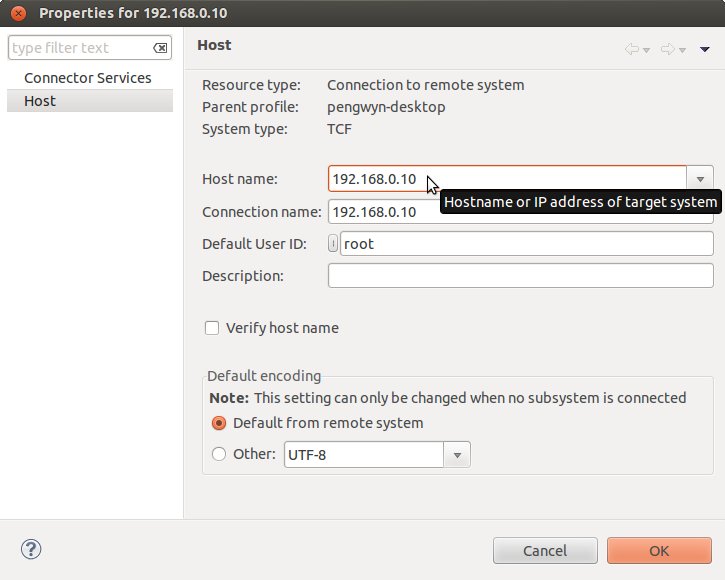 Properties for 192.168.0.10
type filter text
Connector Services
Host
Host
Resource type: Connection to remote system
Parent profile: pengwyn-desktop
System type: TCF
Host name: 192.168.0.10
Hostname or IP address of target system
Connection name: 192.168.0.10
Default User ID: root
Description:
Verify host name
Default encoding
Note: This setting can only be changed when no subsystem is connected
Default from remote system
Other: UTF-8
? Cancel OK